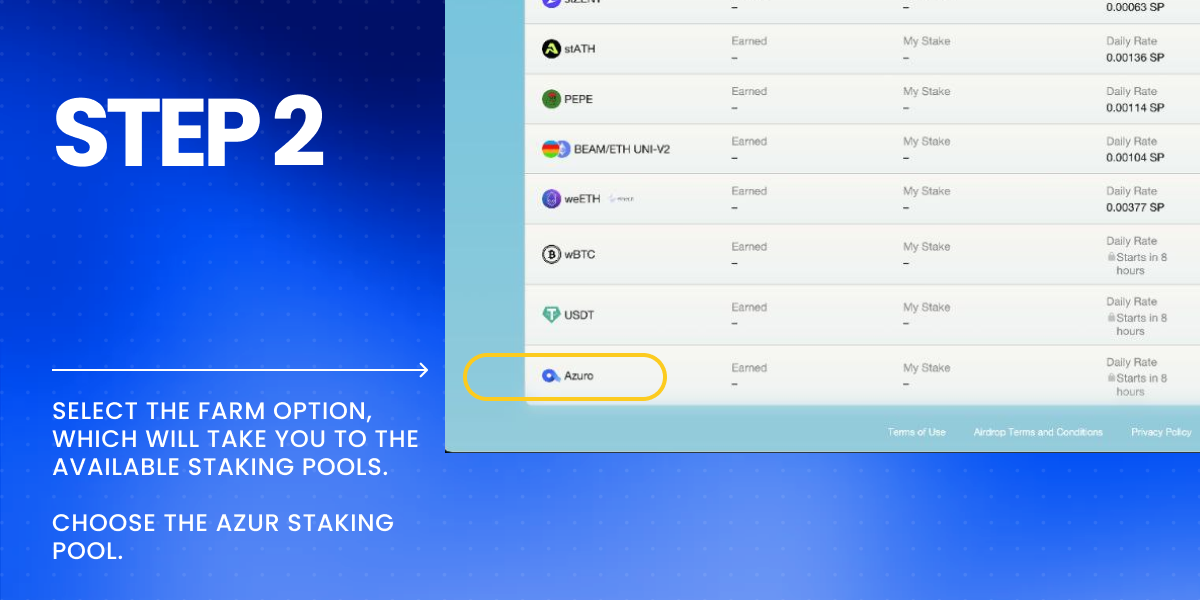 STEP 2
SELECT THE FARM OPTION,
WHICH WILL TAKE YOU TO THE
AVAILABLE STAKING POOLS.
CHOOSE THE AZUR STAKING
POOL.
0.00063 SP
stATH
Earned
–
My Stake
–
Daily Rate
0.00136 SP
PEPE
Earned
–
My Stake
–
Daily Rate
0.00114 SP
BEAM/ETH UNI-V2
Earned
–
My Stake
–
Daily Rate
0.00104 SP
weETH
Earned
–
My Stake
–
Daily Rate
0.00377 SP
wBTC
Earned
–
My Stake
–
Daily Rate
Starts in 8
hours
USDT
Earned
–
My Stake
–
Daily Rate
Starts in 8
hours
Azuro
Earned
–
My Stake
–
Daily Rate
Starts in 8
hours
Terms of Use
Airdrop Terms and Conditions
Privacy Policy